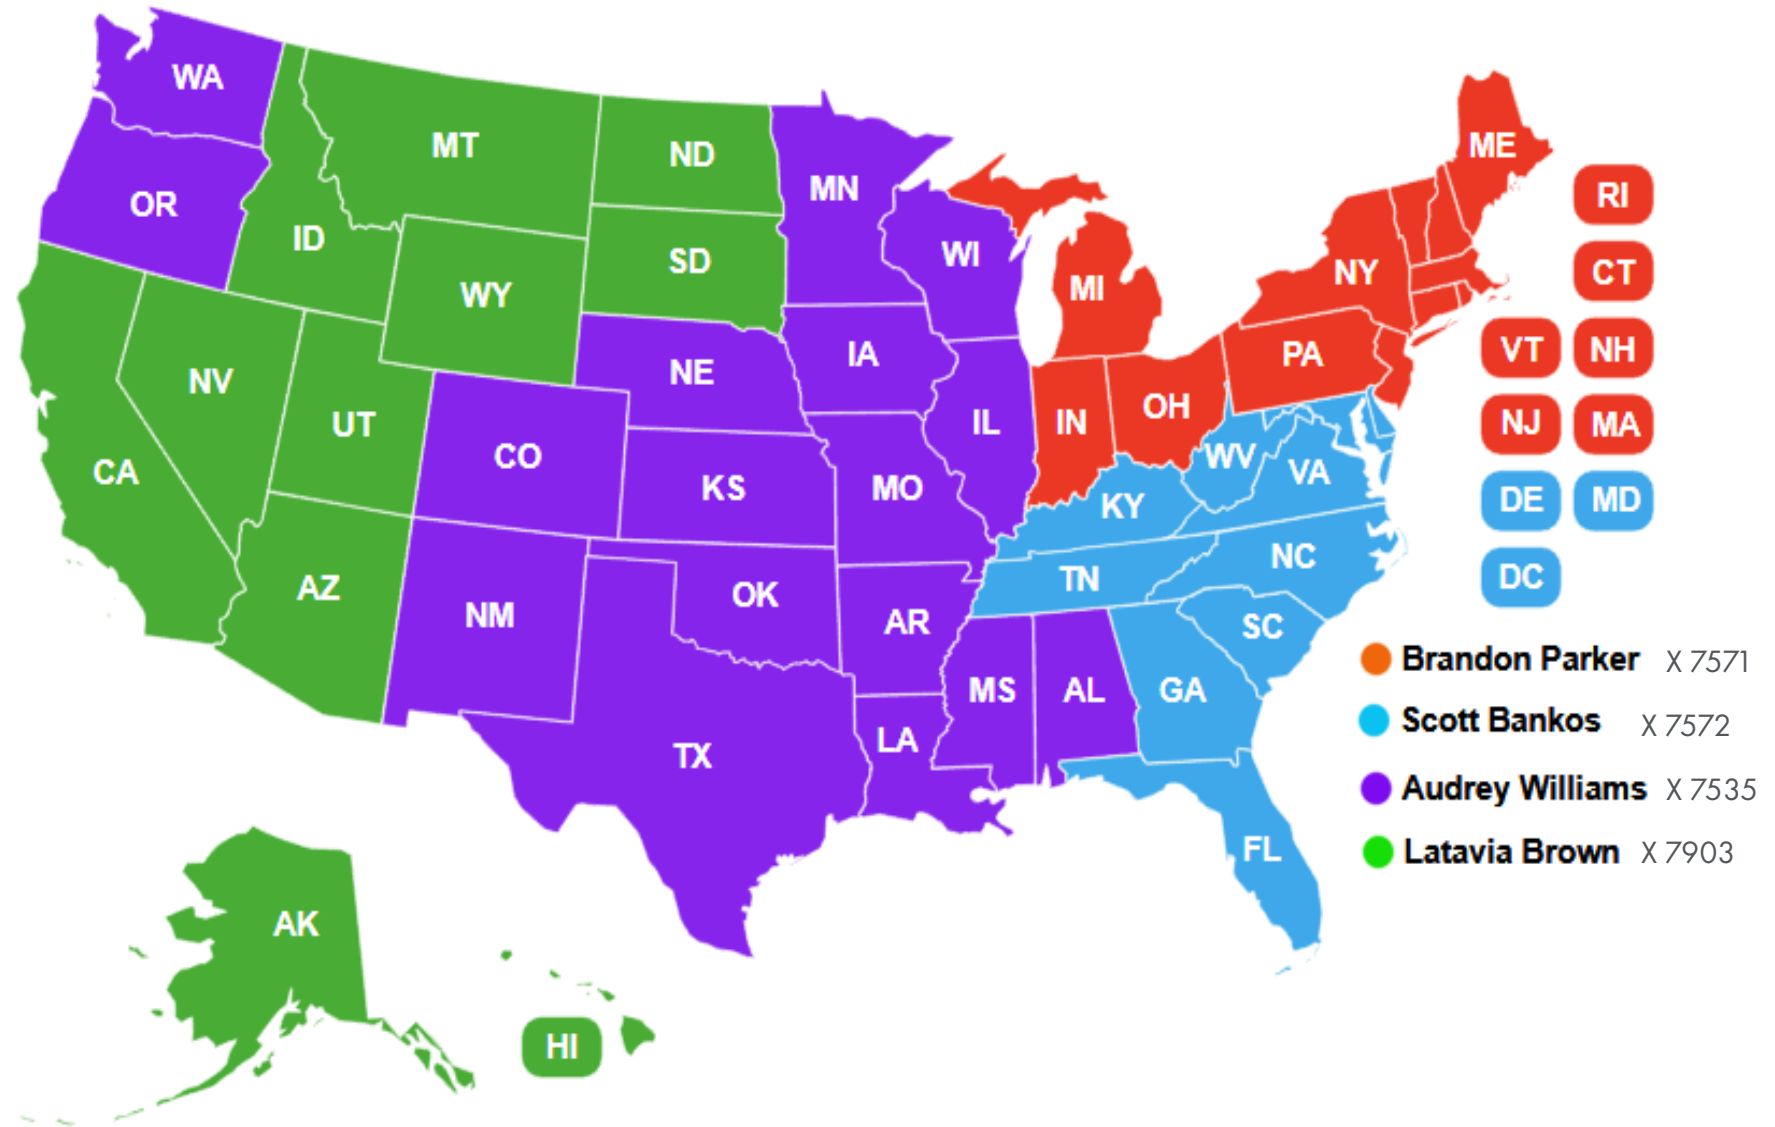 WA
MT
ND
MN
ME
OR
ID
SD
WI
RI
WY
MI
NY
CT
NV
UT
NE
IA
PA
VT
NH
CA
CO
KS
MO
IL
IN
OH
NJ
MA
WV
VA
KY
DE
MD
AZ
NM
OK
AR
TN
NC
DC
SC
MS
AL
GA
TX
LA
FL
AK
HI
Brandon Parker X 7571
Scott Bankos X 7572
Audrey Williams X 7535
Latavia Brown X 7903